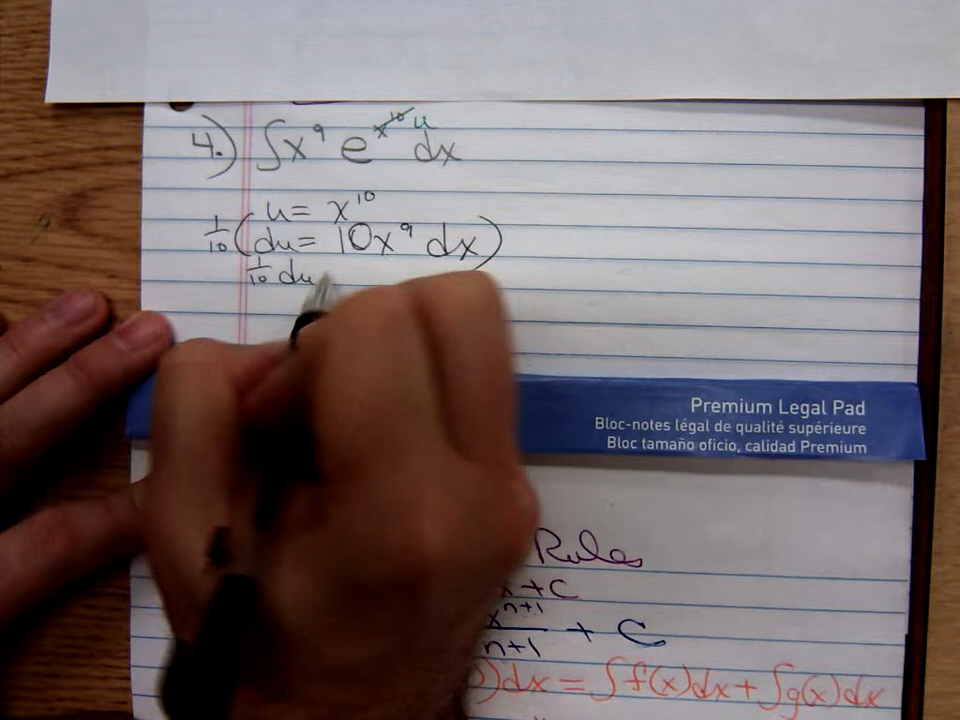 4.) ∫x⁹ e^x¹⁰ u dx
u = x¹⁰
1/10 (du = 10x⁹ dx)
1/10 du
Premium Legal Pad
Bloc-notes légal de qualité supérieure
Bloc tamaño oficio, calidad Premium
Rules
x + C
x^n+1 / n+1 + C
)dx = ∫f(x)dx + ∫g(x)dx